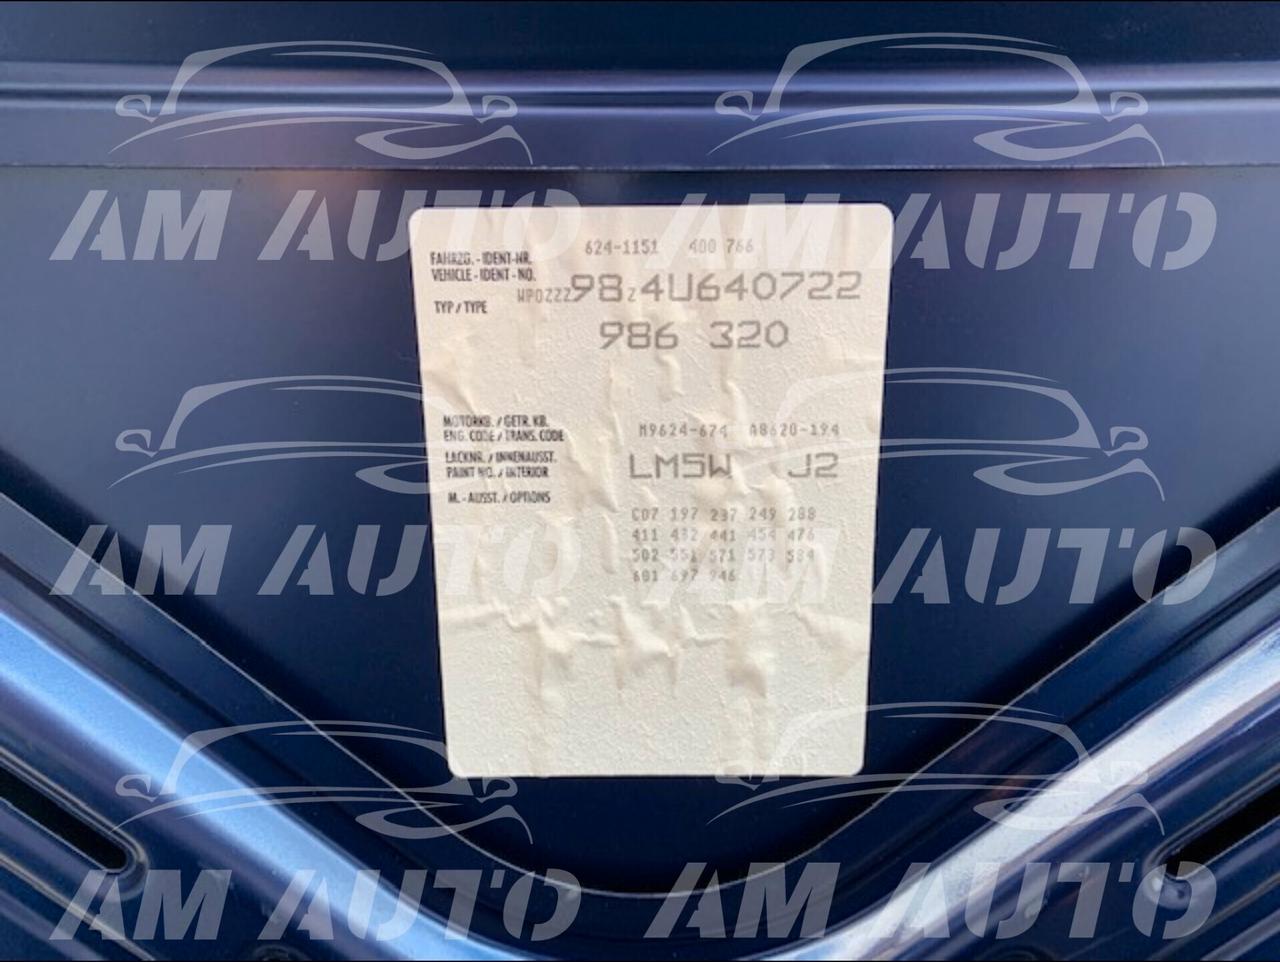 AM AUTO AM AUTO
624-1151 400 766
FAHRZG. - IDENT-NR.
VEHICLE - IDENT - NO.
WP0ZZZ98Z4U640722
TYP / TYPE
986 320
MOTORKB. / GETR. KB.
ENG. CODE / TRANS. CODE
M9624-674 A8620-194
LACKNR. / INNENAUSST.
PAINT NO. / INTERIOR
LM5W J2
M. - AUSST. / OPTIONS
C07 197 237 249 288
411 432 441 454 476
502 551 571 573 584
601 697 946
AM AUTO AM AUTO
AM AUTO AM AUTO